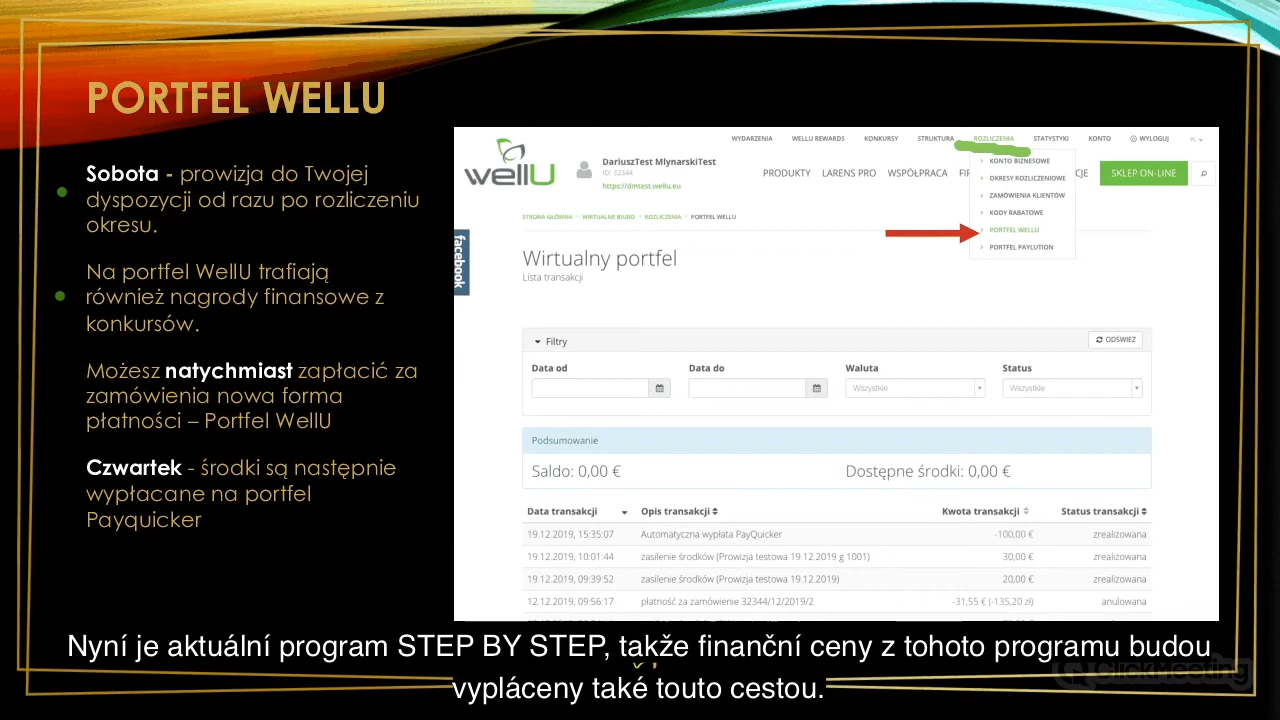 PORTFEL WELLU
Sobota - prowizja do Twojej
dyspozycji od razu po rozliczeniu
okresu.
Na portfel WellU trafiają
również nagrody finansowe z
konkursów.
Możesz natychmiast zapłacić za
zamówienia nowa forma
płatności – Portfel WellU
Czwartek - środki są następnie
wypłacane na portfel
Payquicker
WYDARZENIA WELLU REWARDS KONKURSY STRUKTURA ROZLICZENIA STATYSTYKI KONTO WYLOGUJ
wellU
DariuszTest MlynarskiTest
ID: 32344
https://dmtest.wellu.eu
PRODUKTY LARENS PRO WSPÓŁPRACA SKLEP ON-LINE
KONTO BIZNESOWE
OKRESY ROZLICZENIOWE
ZAMÓWIENIA KLIENTÓW
KODY RABATOWE
PORTFEL WELLU
PORTFEL PAYLUTION
STRONA GŁÓWNA WIRTUALNE BIURO ROZLICZENIA PORTFEL WELLU
facebook
Wirtualny portfel
Lista transakcji
Filtry ODŚWIEŻ
Data od Data do Waluta Status
Wszystkie Wszystkie
Podsumowanie
Saldo: 0,00 € Dostępne środki: 0,00 €
Data transakcji Opis transakcji Kwota transakcji Status transakcji
19.12.2019, 15:35:07 Automatyczna wypłata PayQuicker -100,00 € zrealizowana
19.12.2019, 10:01:44 zasilenie środków (Prowizja testowa 19.12.2019 g 1001) 30,00 € zrealizowana
19.12.2019, 09:39:52 zasilenie środków (Prowizja testowa 19.12.2019) 20,00 € zrealizowana
12.12.2019, 09:56:17 płatność za zamówienie 32344/12/2019/2 -31,55 € (-135,20 zł) anulowana
Nyní je aktuální program STEP BY STEP, takže finanční ceny z tohoto programu budou
vypláceny také touto cestou.
ClickMeeting